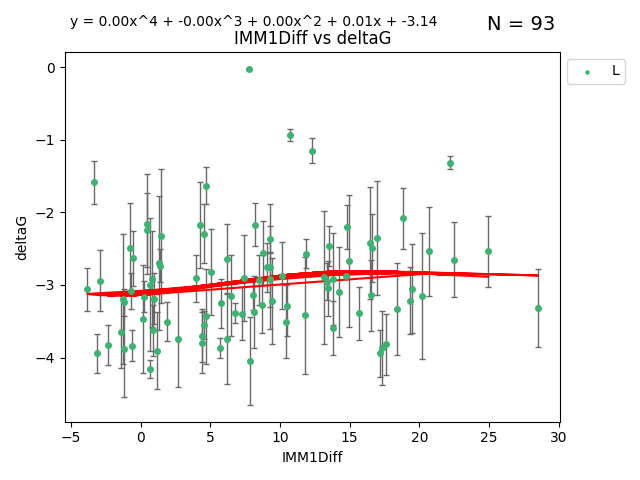 y = 0.00x^4 + -0.00x^3 + 0.00x^2 + 0.01x + -3.14
N = 93
IMM1Diff vs deltaG
L
deltaG
0
−1
−2
−3
−4
−5 0 5 10 15 20 25 30
IMM1Diff